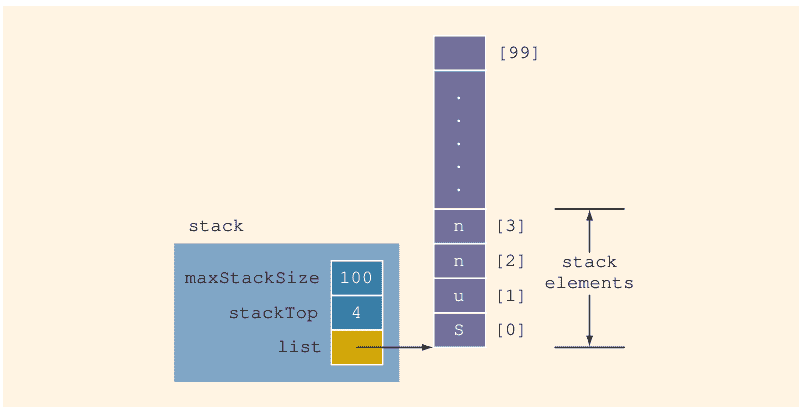 [99]
.
.
.
.
.
n [3]
n [2]
u [1]
S [0]
stack
elements
stack
maxStackSize 100
stackTop 4
list